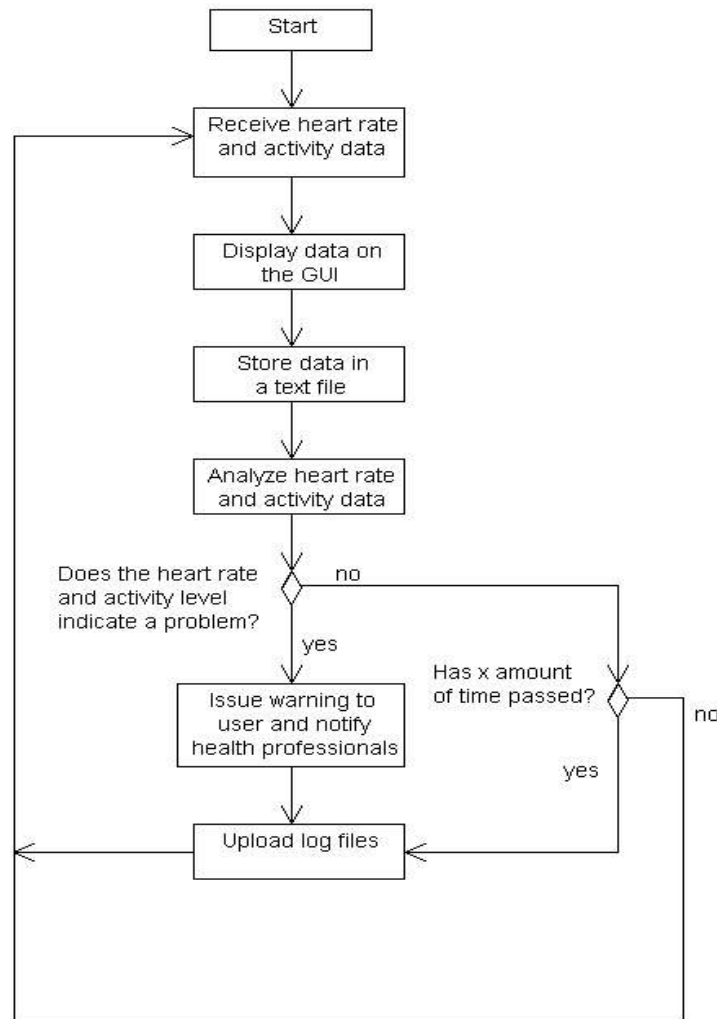 Start
Receive heart rate
and activity data
Display data on
the GUI
Store data in
a text file
Analyze heart rate
and activity data
Does the heart rate
and activity level
indicate a problem?
no
yes
Has x amount
of time passed?
no
yes
Issue warning to
user and notify
health professionals
Upload log files